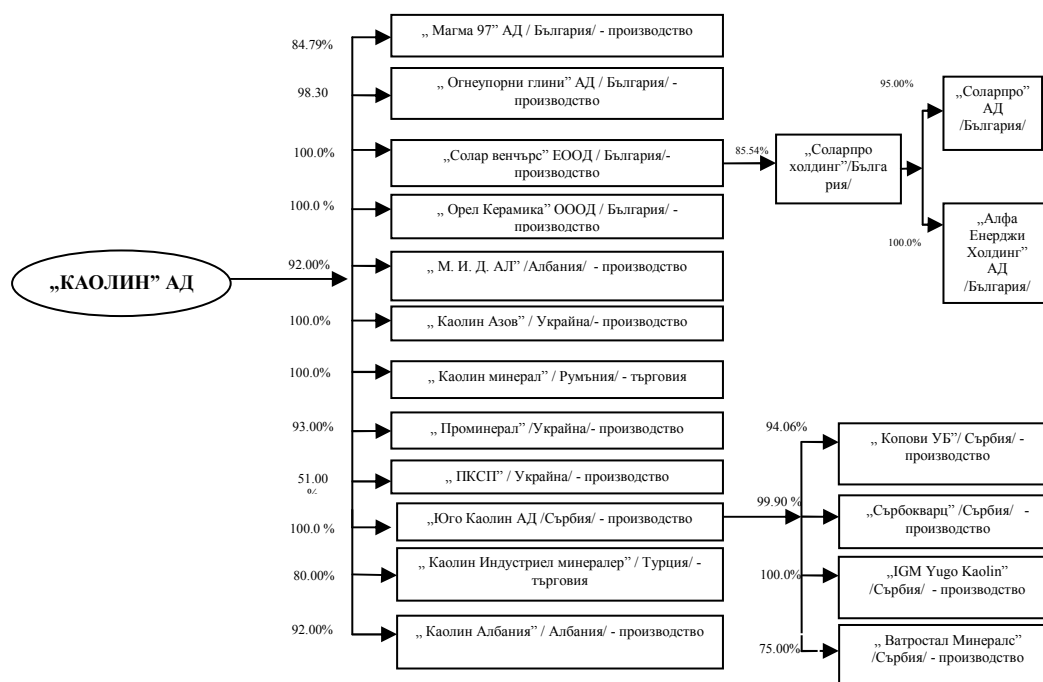 „КАОЛИН” АД
84.79%
„ Магма 97” АД / България/ - производство
98.30
„ Огнеупорни глини” АД / България/ -
производство
100.0%
„Солар венчърс” ЕООД / България/-
производство
85.54%
„Соларпро
холдинг”/Бълга
рия/
95.00%
„Соларпро”
АД
/България/
100.0%
„Алфа
Енерджи
Холдинг”
АД
/България/
100.0 %
„ Орел Керамика” ОООД / България/ -
производство
92.00%
„ М. И. Д. АЛ” /Албания/ - производство
100.0%
„ Каолин Азов” / Украйна/- производство
100.0%
„ Каолин минерал” / Румъния/ - търговия
93.00%
„ Проминерал” /Украйна/- производство
51.00
%
„ ПКСП” / Украйна/ - производство
100.0 %
„Юго Каолин АД /Сърбия/ - производство
94.06%
„ Копови УБ”/ Сърбия/ -
производство
99.90 %
„Сърбокварц” /Сърбия/ -
производство
100.0%
„IGM Yugo Kaolin”
/Сърбия/ - производство
75.00%
„ Ватростал Минералс”
/Сърбия/ - производство
80.00%
„ Каолин Индустриел минералер” / Турция/ -
търговия
92.00%
„ Каолин Албания” / Албания/ - производство